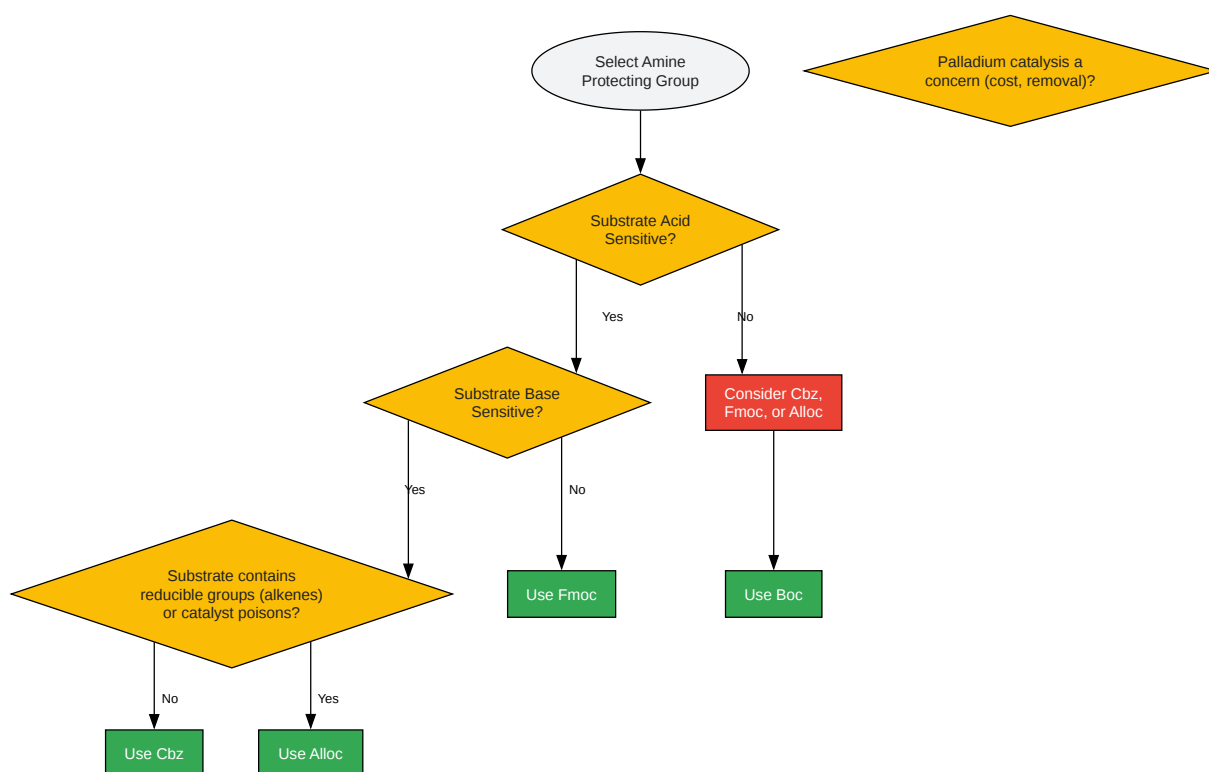 Select Amine
Protecting Group
Palladium catalysis a
concern (cost, removal)?
Substrate Acid
Sensitive?
Yes
No
Substrate Base
Sensitive?
Consider Cbz,
Fmoc, or Alloc
Yes
No
Substrate contains
reducible groups (alkenes)
or catalyst poisons?
Use Fmoc
Use Boc
No
Yes
Use Cbz
Use Alloc